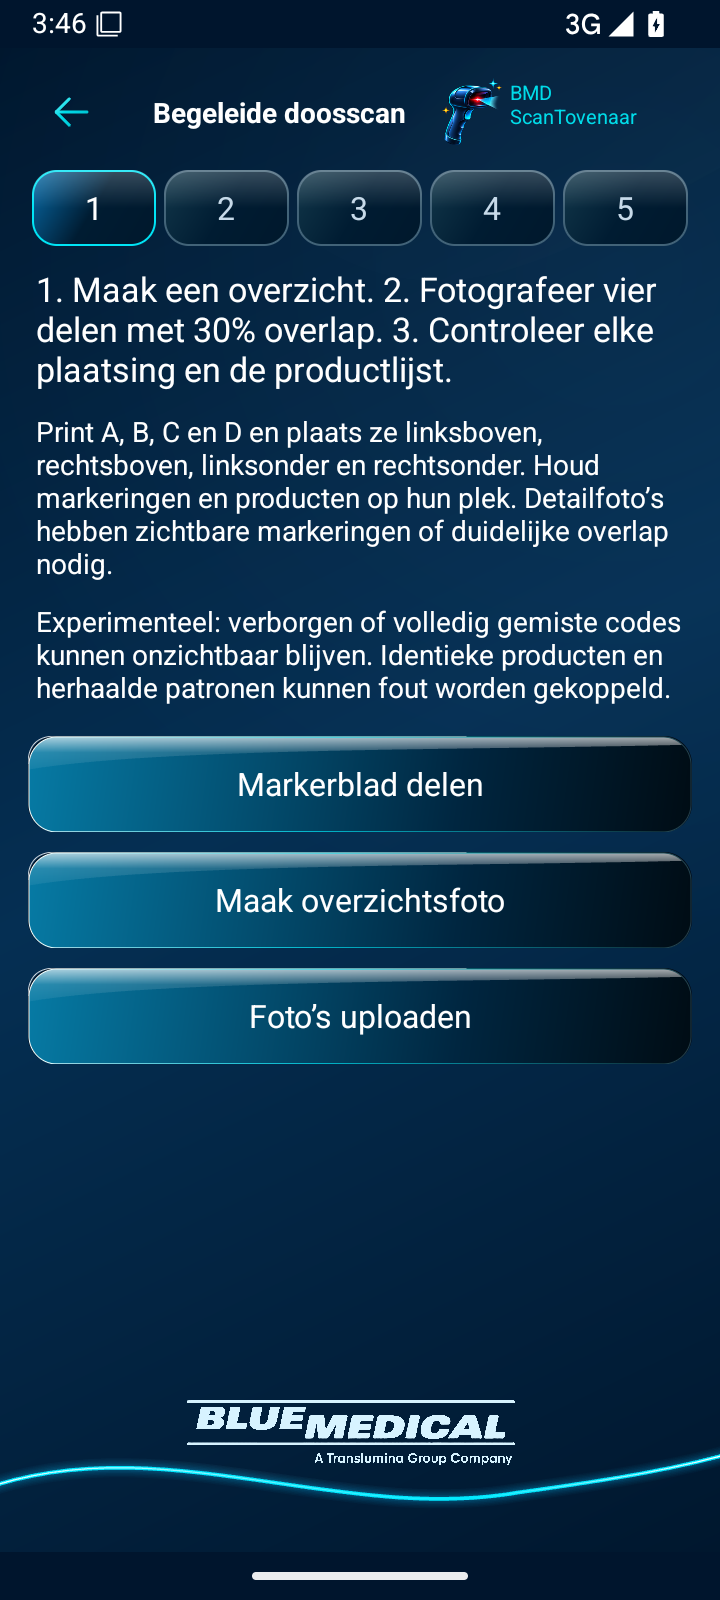 3:46
3G
Begeleide doosscan
BMD
ScanTovenaar
1
2
3
4
5
1. Maak een overzicht. 2. Fotografeer vier
delen met 30% overlap. 3. Controleer elke
plaatsing en de productlijst.
Print A, B, C en D en plaats ze linksboven,
rechtsboven, linksonder en rechtsonder. Houd
markeringen en producten op hun plek. Detailfoto’s
hebben zichtbare markeringen of duidelijke overlap
nodig.
Experimenteel: verborgen of volledig gemiste codes
kunnen onzichtbaar blijven. Identieke producten en
herhaalde patronen kunnen fout worden gekoppeld.
Markerblad delen
Maak overzichtsfoto
Foto’s uploaden
BLUEMEDICAL
A Translumina Group Company